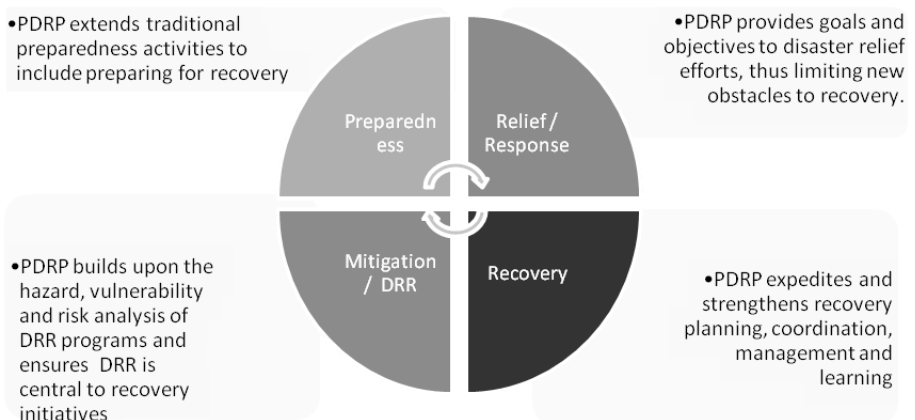 •PDRP extends traditional
preparedness activities to
include preparing for recovery
•PDRP provides goals and
objectives to disaster relief
efforts, thus limiting new
obstacles to recovery.
Preparedn
ess
Relief/
Response
Mitigation
/ DRR
Recovery
•PDRP builds upon the
hazard, vulnerability
and risk analysis of
DRR programs and
ensures DRR is
central to recovery
initiatives
•PDRP expedites and
strengthens recovery
planning, coordination,
management and
learning